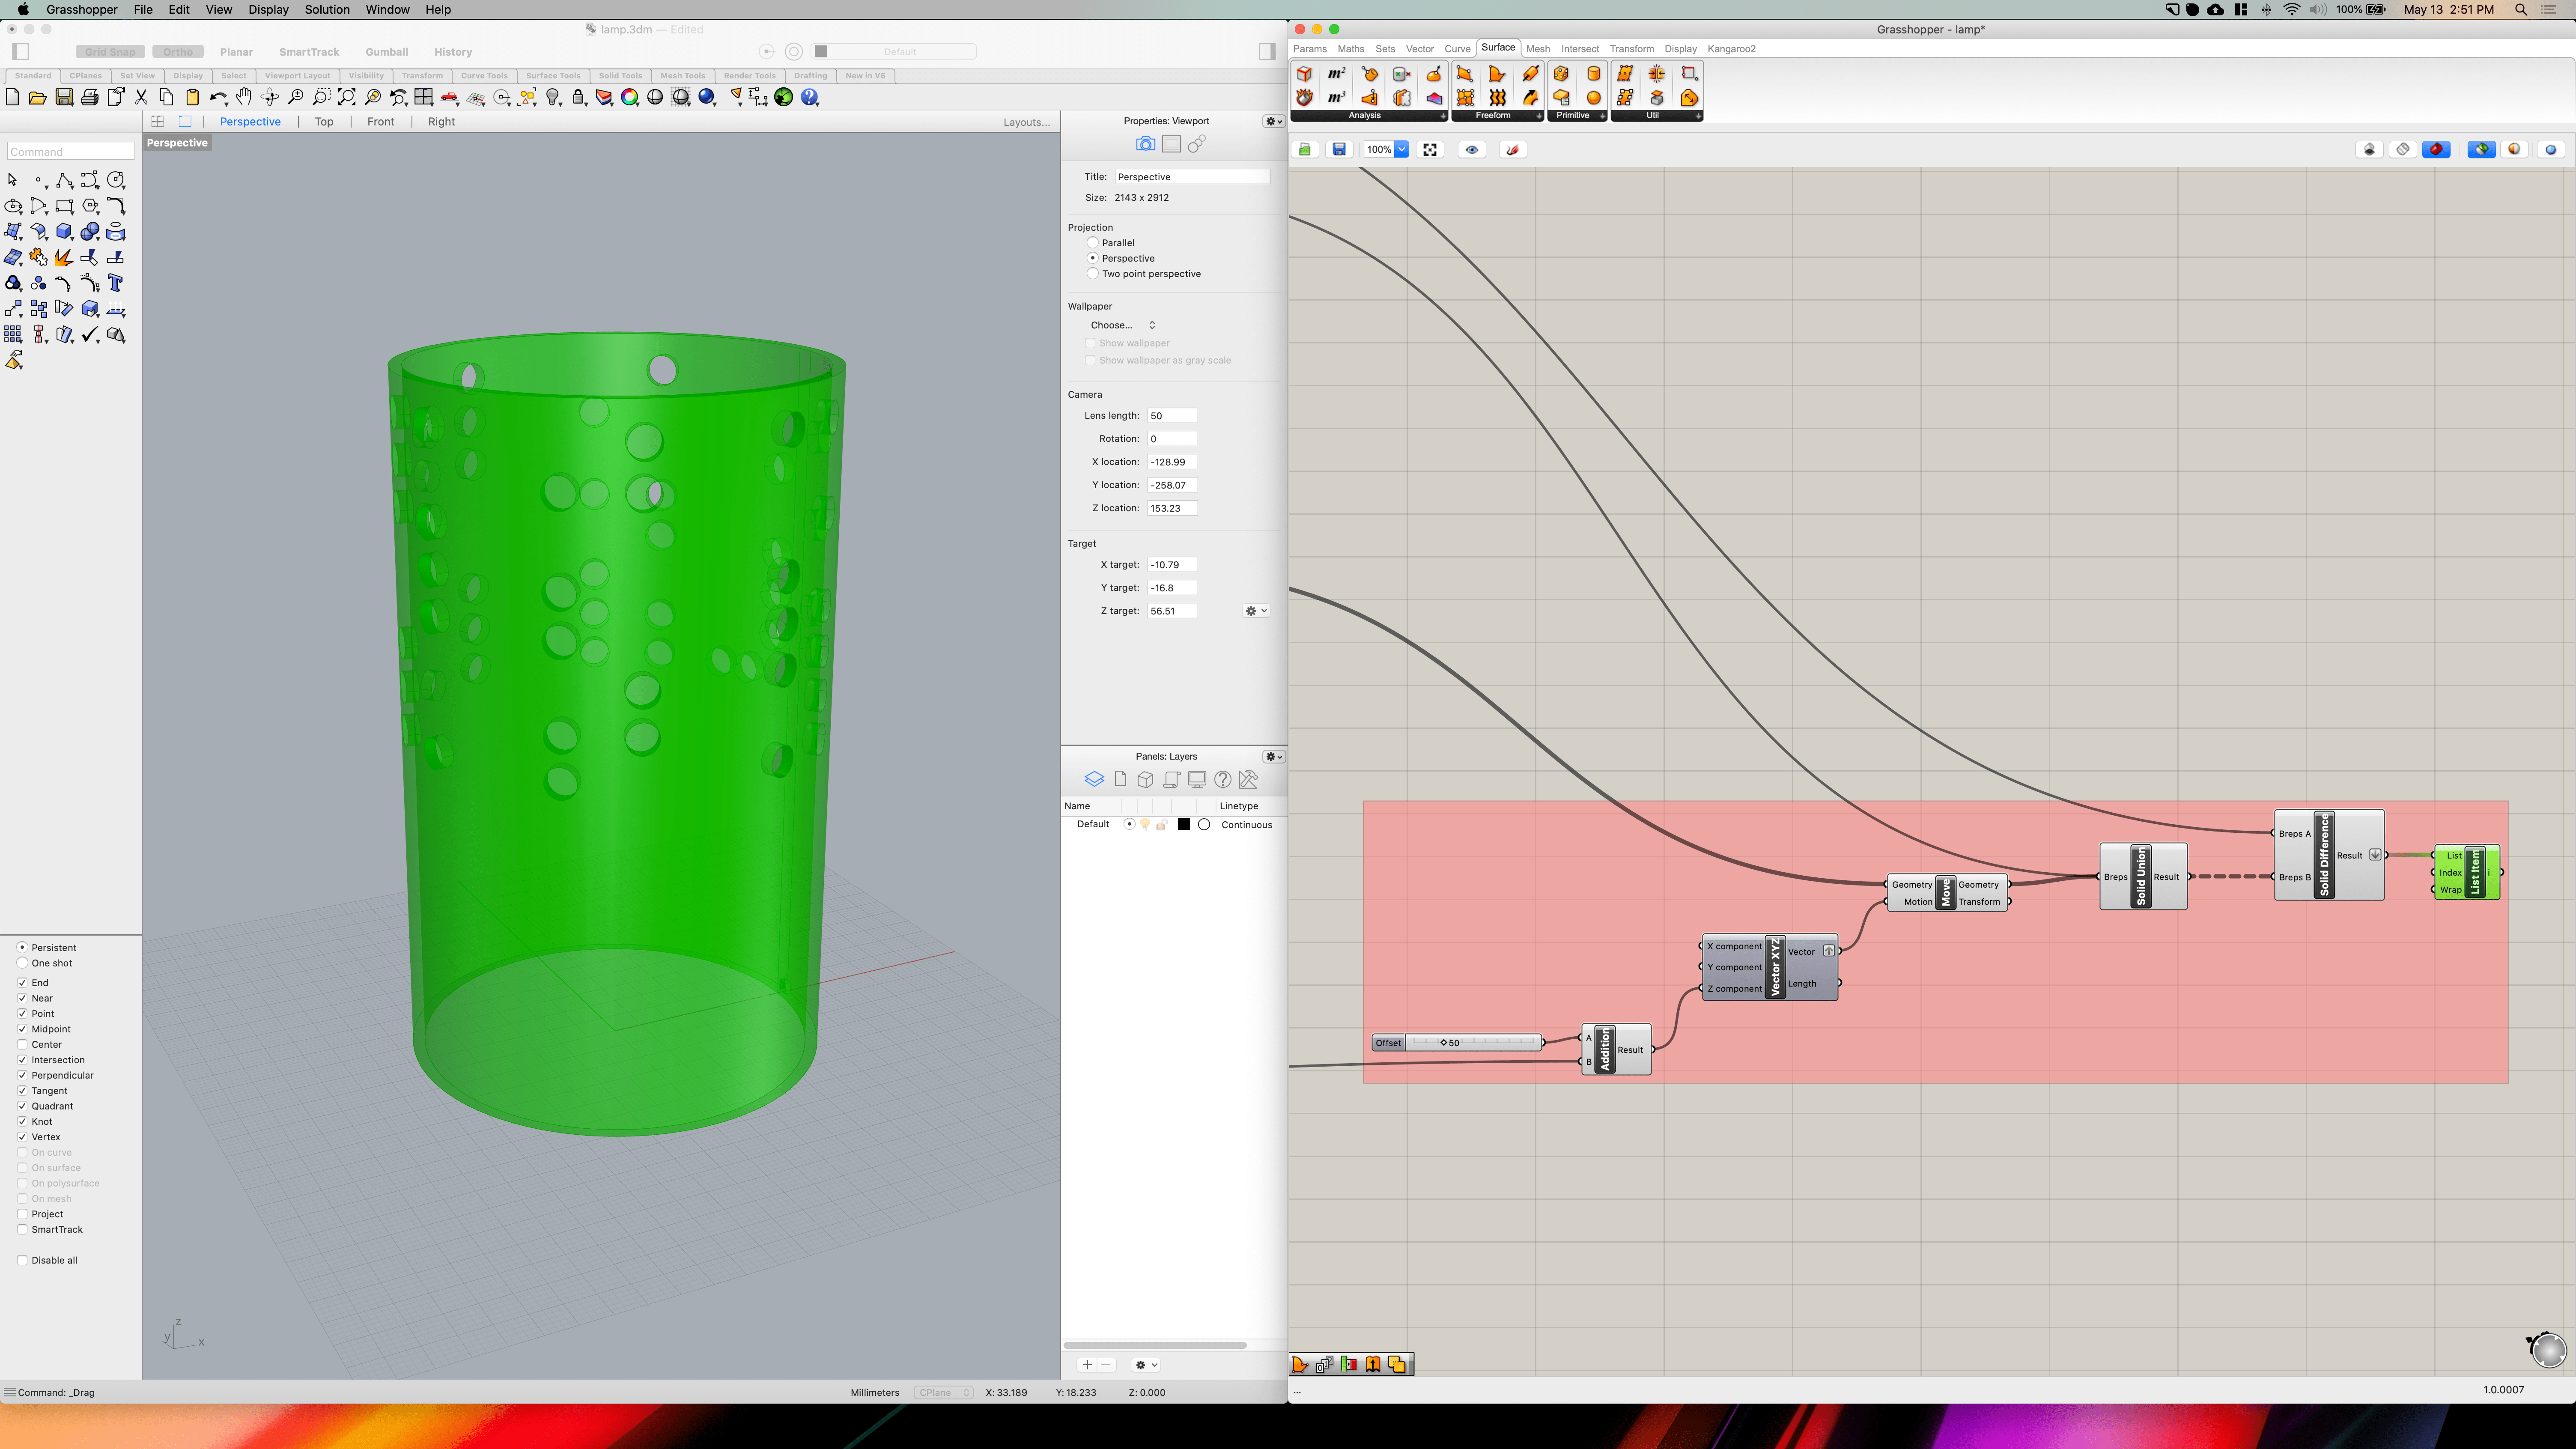 Grasshopper File Edit View Display Solution Window Help
100% May 13 2:51 PM
lamp.3dm — Edited
Grid Snap Ortho Planar SmartTrack Gumball History
Default
Standard CPlanes Set View Display Select Viewport Layout Visibility Transform Curve Tools Surface Tools Solid Tools Mesh Tools Render Tools Drafting New in V6
Perspective Top Front Right Layouts...
Command
Perspective
Persistent
One shot
End
Near
Point
Midpoint
Center
Intersection
Perpendicular
Tangent
Quadrant
Knot
Vertex
On curve
On surface
On polysurface
On mesh
Project
SmartTrack
Disable all
z
y
x
Properties: Viewport
Title: Perspective
Size: 2143 x 2912
Projection
Parallel
Perspective
Two point perspective
Wallpaper
Choose...
Show wallpaper
Show wallpaper as gray scale
Camera
Lens length: 50
Rotation: 0
X location: -128.99
Y location: -258.07
Z location: 153.23
Target
X target: -10.79
Y target: -16.8
Z target: 56.51
Panels: Layers
Name Linetype
Default Continuous
Command: _Drag
Millimeters CPlane X: 33.189 Y: 18.233 Z: 0.000
Grasshopper - lamp*
Params Maths Sets Vector Curve Surface Mesh Intersect Transform Display Kangaroo2
m²
m³
Analysis Freeform Primitive Util
100%
Breps A
Breps B
Solid Difference
Result
List
Index
Wrap
List Item
i
Breps
Solid Union
Result
Geometry
Motion
Move
Geometry
Transform
X component
Y component
Z component
Vector XYZ
Vector
Length
Offset 50
A
B
Addition
Result
...
1.0.0007